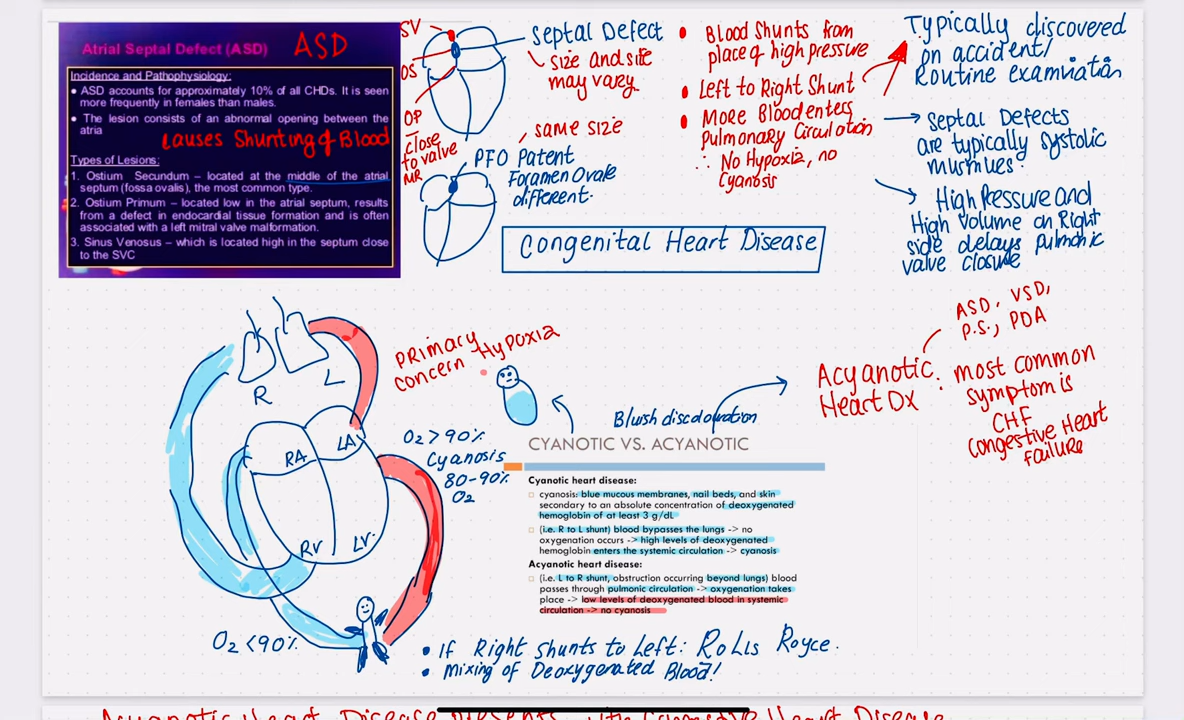 Atrial Septal Defect (ASD) ASD
Incidence and Pathophysiology:
• ASD accounts for approximately 10% of all CHDs. It is seen
more frequently in females than males.
• The lesion consists of an abnormal opening between the
atria
causes Shunting of Blood
Types of Lesions:
1. Ostium Secundum – located at the middle of the atrial
septum (fossa ovalis), the most common type.
2. Ostium Primum – located low in the atrial septum, results
from a defect in endocardial tissue formation and is often
associated with a left mitral valve malformation.
3. Sinus Venosus – which is located high in the septum close
to the SVC
SV
OS
OP
close
to valve
MR
Septal Defect
size and site
may vary
same size
PFO Patent
Foramen Ovale
different.
• Blood Shunts from
place of high pressure
• Left to Right Shunt
• More Blood enters
Pulmonary Circulation
∴ No Hypoxia, no
Cyanosis
Typically discovered
on accident/
Routine examination
→ Septal Defects
are typically systolic
murmurs.
High Pressure and
High volume on Right
side delays pulmonic
valve closure
Congenital Heart Disease
R
L
RA
LA
RV
LV
O2 <90%
Primary
concern Hypoxia
O2 > 90%
Cyanosis
80-90%
O2
Bluish discolouration
CYANOTIC VS. ACYANOTIC
Cyanotic heart disease:
cyanosis: blue mucous membranes, nail beds, and skin
secondary to an absolute concentration of deoxygenated
hemoglobin of at least 3 g/dL
(i.e. R to L shunt) blood bypasses the lungs -> no
oxygenation occurs -> high levels of deoxygenated
hemoglobin enters the systemic circulation -> cyanosis
Acyanotic heart disease:
(i.e. L to R shunt, obstruction occurring beyond lungs) blood
passes through pulmonic circulation -> oxygenation takes
place -> low levels of deoxygenated blood in systemic
circulation -> no cyanosis
ASD, VSD,
P.S., PDA
Acyanotic
Heart Dx
: most common
symptom is
CHF
Congestive Heart
failure
• If Right shunts to Left: RoLls Royce.
• Mixing of Deoxygenated Blood!
Acyanotic Heart Disease presents with Congestive Heart Disease